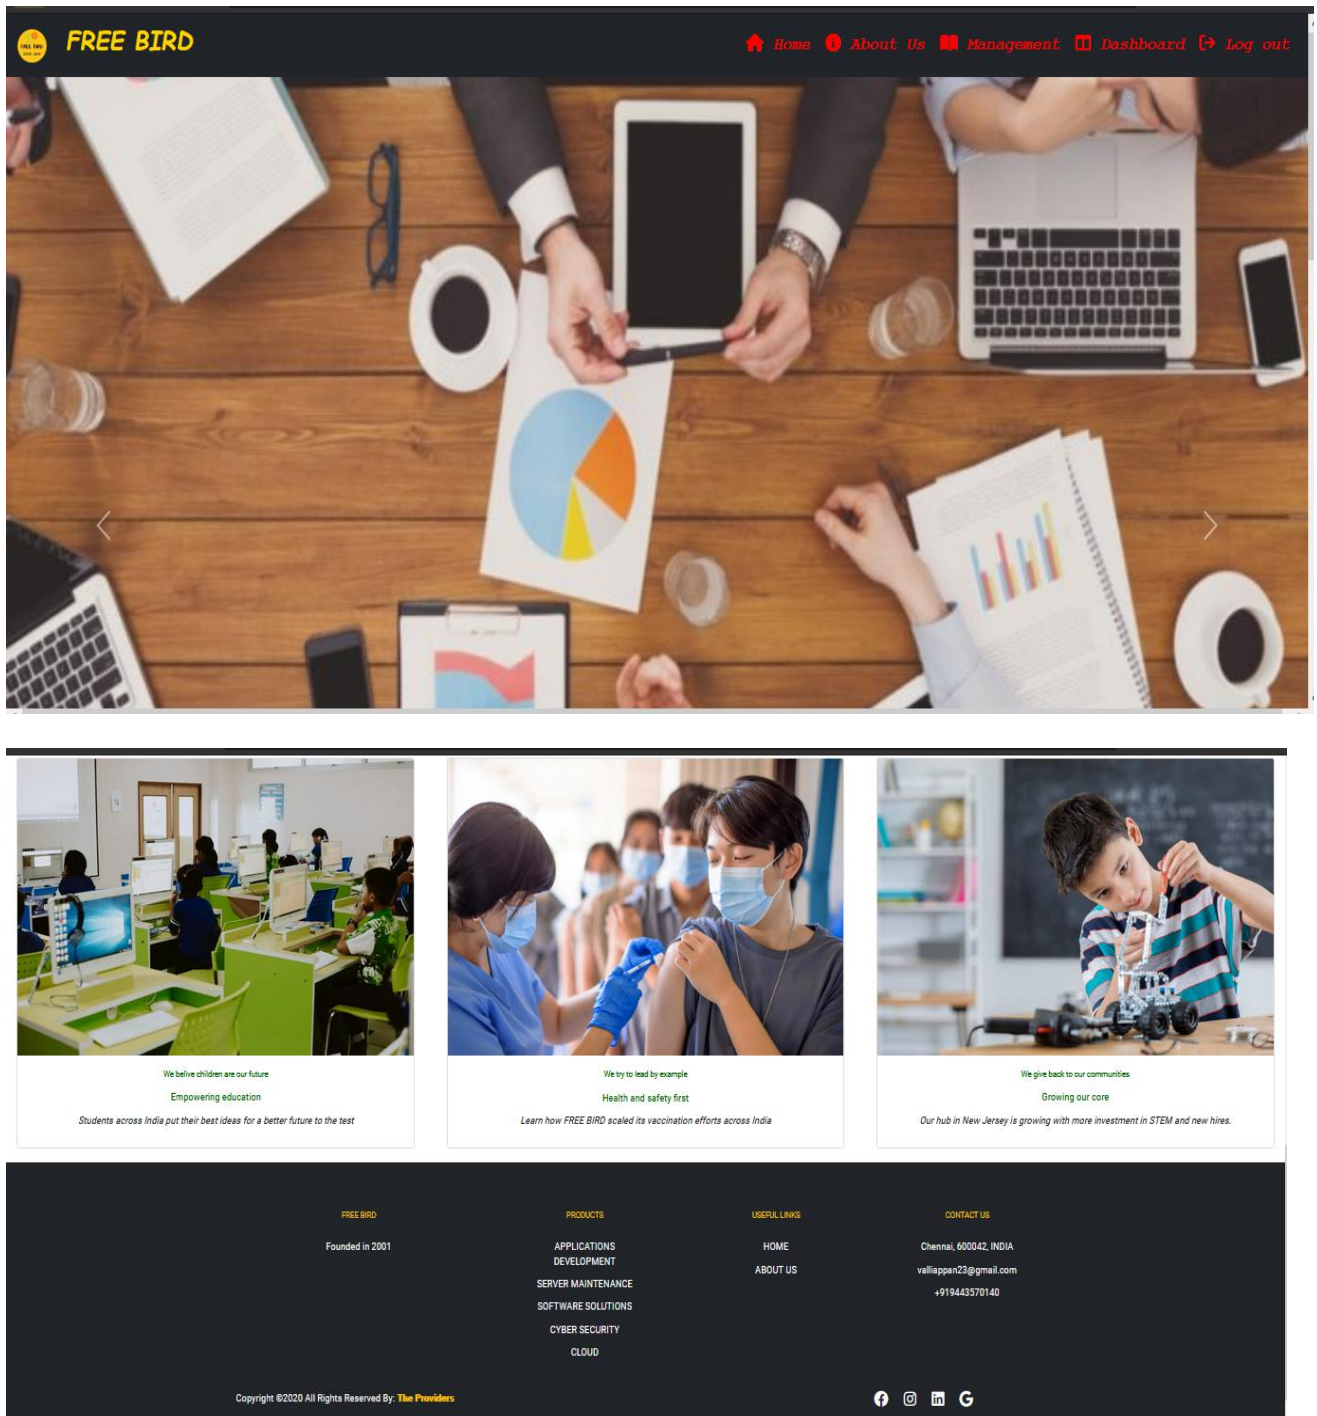 FREE BIRD
FREE BIRD
Home About Us Management Dashboard Log out
We belive children are our future
Empowering education
Students across India put their best ideas for a better future to the test
We try to lead by example
Health and safety first
Learn how FREE BIRD scaled its vaccination efforts across India
We give back to our communities
Growing our core
Our hub in New Jersey is growing with more investment in STEM and new hires.
FREE BIRD
Founded in 2001
PRODUCTS
APPLICATIONS
DEVELOPMENT
SERVER MAINTENANCE
SOFTWARE SOLUTIONS
CYBER SECURITY
CLOUD
USEFUL LINKS
HOME
ABOUT US
CONTACT US
Chennai, 600042, INDIA
valliappan23@gmail.com
+919443570140
Copyright ©2020 All Rights Reserved By: The Providers